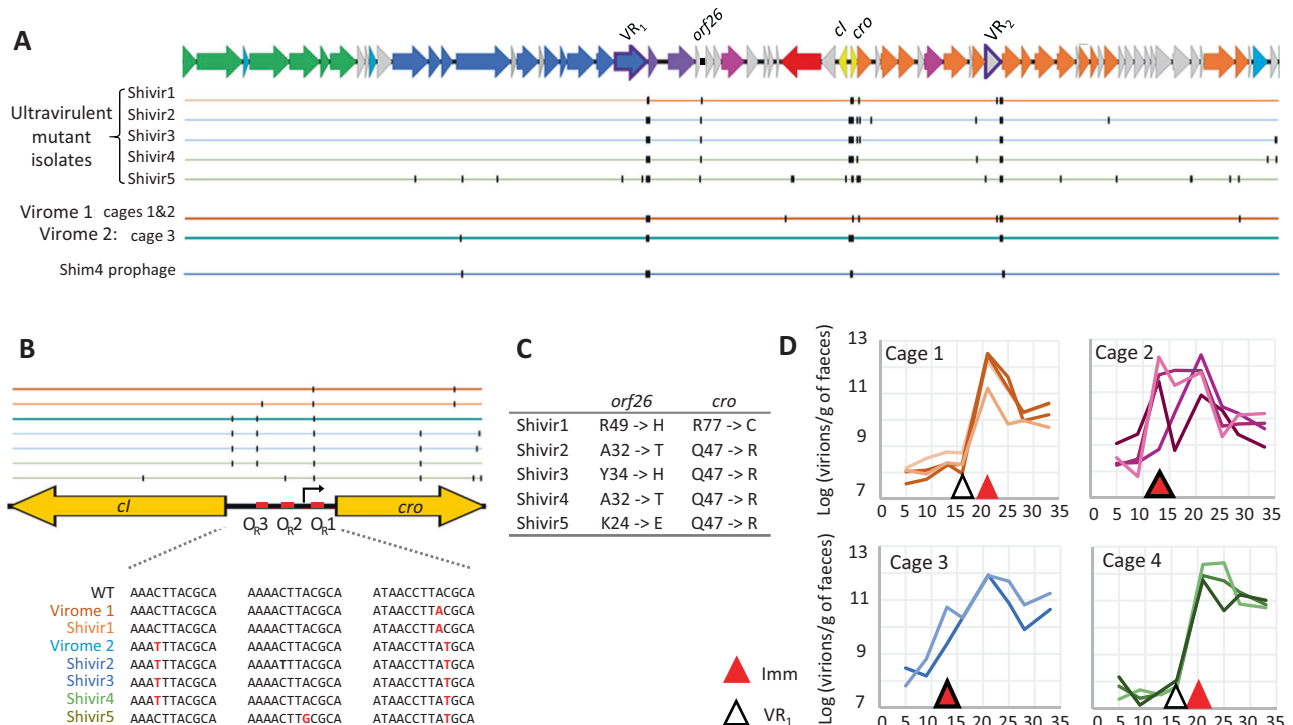 A
VR1
orf26
cI
cro
VR2
Ultravirulent
mutant
isolates
Shivir1
Shivir2
Shivir3
Shivir4
Shivir5
Virome 1: cages 1&2
Virome 2: cage 3
Shim4 prophage
B
cI
cro
OR3 OR2 OR1
WT AAACTTACGCA AAAACTTACGCA ATAACCTTACGCA
Virome 1 AAACTTACGCA AAAACTTACGCA ATAACCTTACGCA
Shivir1 AAACTTACGCA AAAACTTACGCA ATAACCTTACGCA
Virome 2 AAATTTACGCA AAAACTTACGCA ATAACCTTATGCA
Shivir2 AAATTTACGCA AAAATTTACGCA ATAACCTTATGCA
Shivir3 AAATTTACGCA AAAACTTACGCA ATAACCTTATGCA
Shivir4 AAATTTACGCA AAAACTTACGCA ATAACCTTATGCA
Shivir5 AAACTTACGCA AAAACTTGCGCA ATAACCTTATGCA
C
orf26 cro
Shivir1 R49 -> H R77 -> C
Shivir2 A32 -> T Q47 -> R
Shivir3 Y34 -> H Q47 -> R
Shivir4 A32 -> T Q47 -> R
Shivir5 K24 -> E Q47 -> R
D
Log (virions/g of faeces)
13
11
9
7
Cage 1
0 5 10 15 20 25 30 35
Cage 2
0 5 10 15 20 25 30 35
Log (virions/g of faeces)
13
11
9
7
Cage 3
Cage 4
Imm
VR1